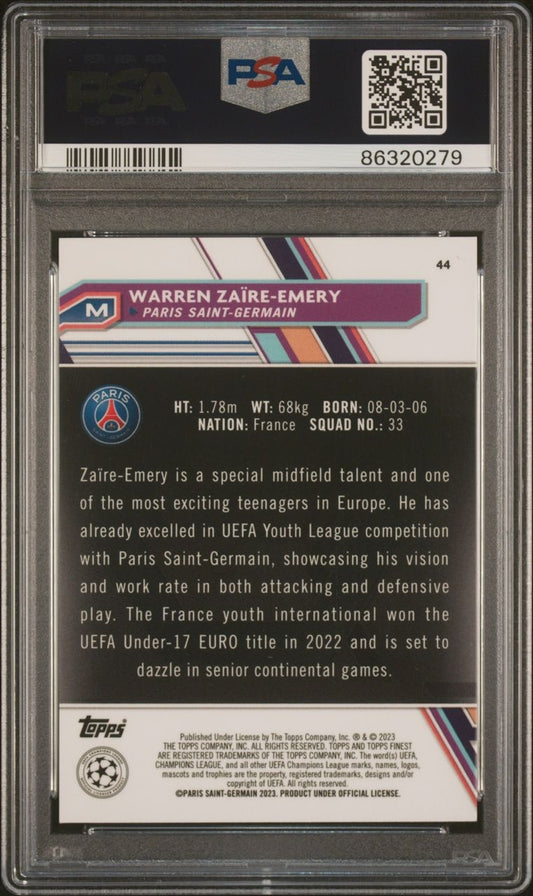 PSA
PSA
86320279
44
M
WARREN ZAÏRE-EMERY
PARIS SAINT-GERMAIN
PARIS
SAINT-GERMAIN
HT: 1.78m WT: 68kg BORN: 08-03-06
NATION: France SQUAD NO.: 33
Zaïre-Emery is a special midfield talent and one
of the most exciting teenagers in Europe. He has
already excelled in UEFA Youth League competition
with Paris Saint-Germain, showcasing his vision
and work rate in both attacking and defensive
play. The France youth international won the
UEFA Under-17 EURO title in 2022 and is set to
dazzle in senior continental games.
Topps
Published Under License by The Topps Company, Inc. ® & © 2023
THE TOPPS COMPANY, INC. ALL RIGHTS RESERVED. TOPPS AND TOPPS FINEST
ARE REGISTERED TRADEMARKS OF THE TOPPS COMPANY, INC. The word(s) UEFA,
CHAMPIONS LEAGUE, and all other UEFA Champions League marks, names, logos,
mascots and trophies are the property, registered trademarks, designs and/or
copyright of UEFA. All rights reserved.
©PARIS SAINT-GERMAIN 2023. PRODUCT UNDER OFFICIAL LICENSE.
PSA